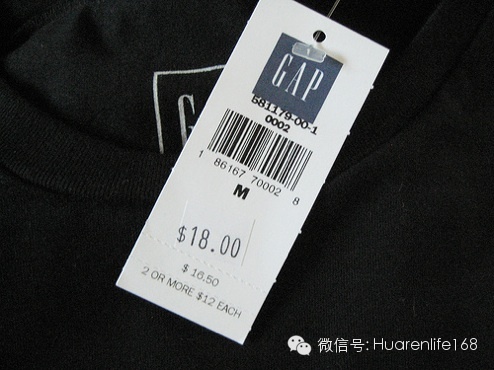 GAP
581179-00-1
0002
1 86167 70002 8
M
$18.00
$ 16.50
2 OR MORE $12 EACH
微信号: Huarenlife168